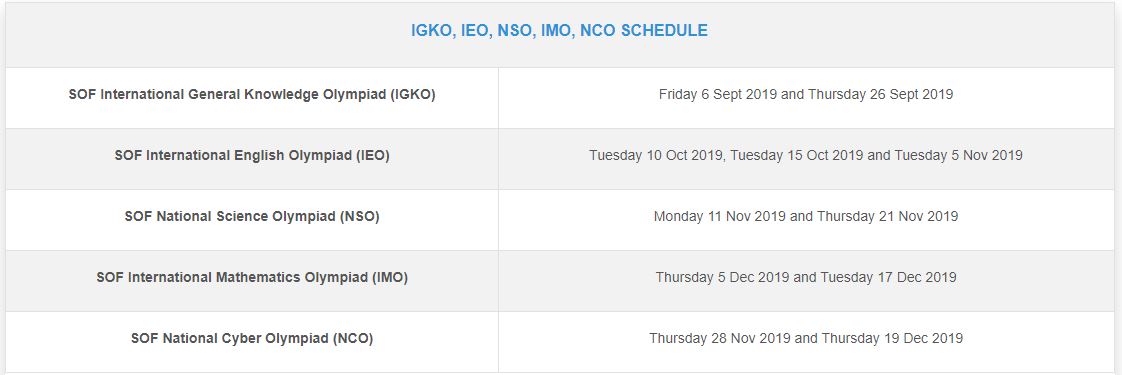 IGKO, IEO, NSO, IMO, NCO SCHEDULE
SOF International General Knowledge Olympiad (IGKO) Friday 6 Sept 2019 and Thursday 26 Sept 2019
SOF International English Olympiad (IEO) Tuesday 10 Oct 2019, Tuesday 15 Oct 2019 and Tuesday 5 Nov 2019
SOF National Science Olympiad (NSO) Monday 11 Nov 2019 and Thursday 21 Nov 2019
SOF International Mathematics Olympiad (IMO) Thursday 5 Dec 2019 and Tuesday 17 Dec 2019
SOF National Cyber Olympiad (NCO) Thursday 28 Nov 2019 and Thursday 19 Dec 2019